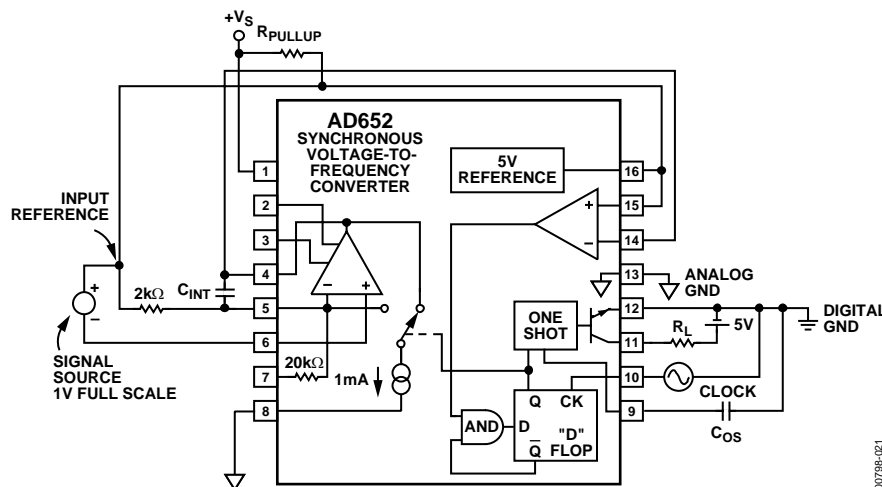 +VS
RPULLUP
AD652
SYNCHRONOUS
VOLTAGE-TO-
FREQUENCY
CONVERTER
5V
REFERENCE
1
2
3
4
5
6
7
8
16
15
14
13
12
11
10
9
INPUT
REFERENCE
2kΩ
CINT
+
–
SIGNAL
SOURCE
1V FULL SCALE
–
+
20kΩ
1mA
+
–
ONE
SHOT
AND
D
Q
CK
"D"
FLOP
Q
ANALOG
GND
DIGITAL
GND
RL
5V
CLOCK
COS
00798-021